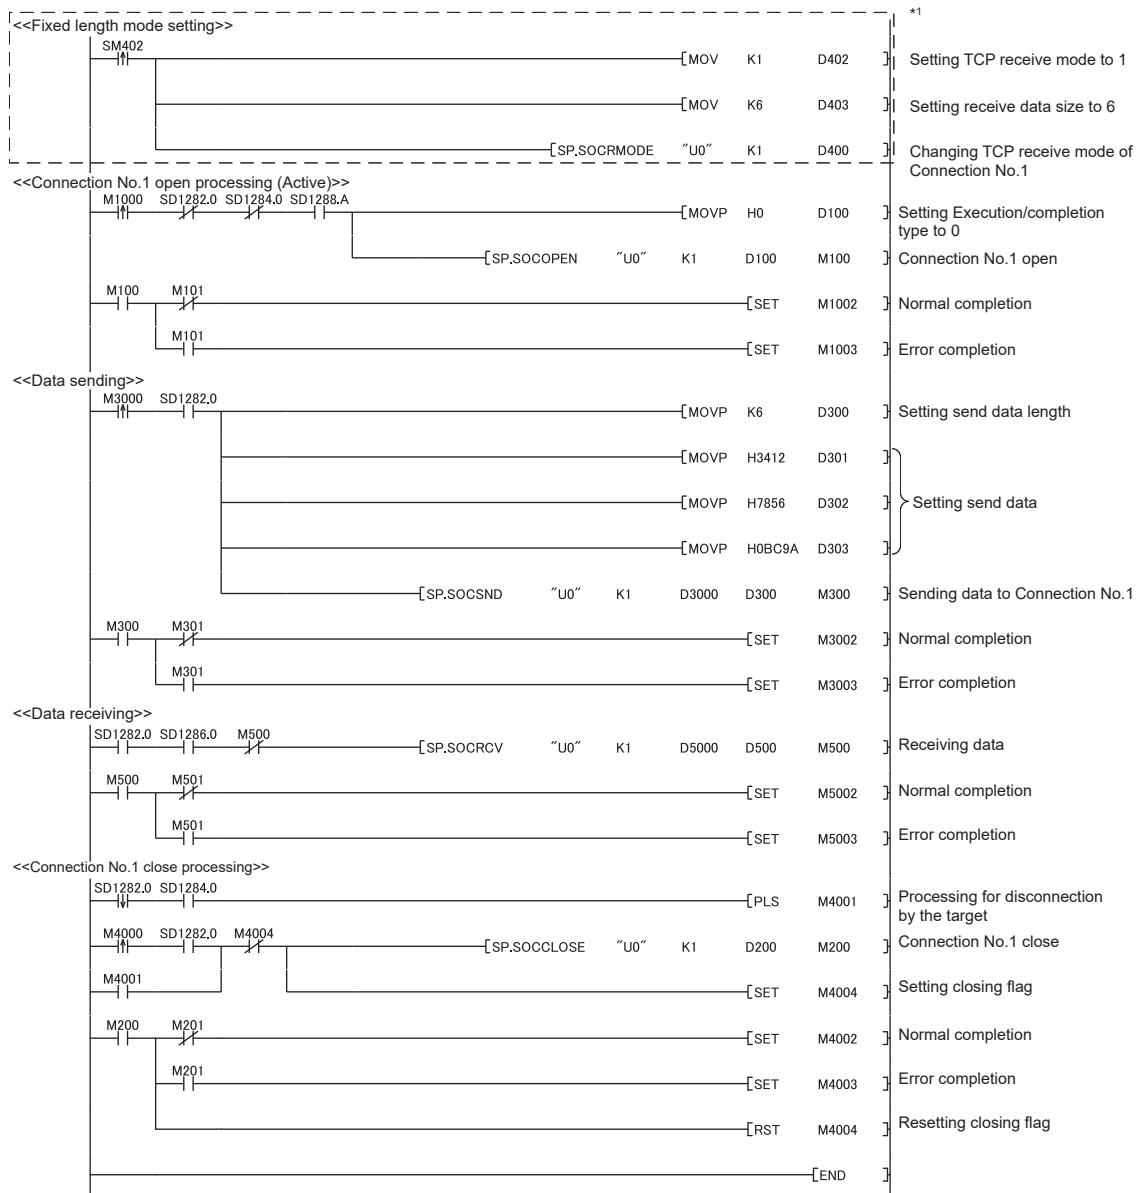 *1
<<Fixed length mode setting>>
SM402
MOV K1 D402 Setting TCP receive mode to 1
MOV K6 D403 Setting receive data size to 6
SP.SOCRMODE "U0" K1 D400 Changing TCP receive mode of
Connection No.1
<<Connection No.1 open processing (Active)>>
M1000 SD1282.0 SD1284.0 SD1288.A
MOVP H0 D100 Setting Execution/completion
type to 0
SP.SOCOPEN "U0" K1 D100 M100 Connection No.1 open
M100 M101
SET M1002 Normal completion
M101
SET M1003 Error completion
<<Data sending>>
M3000 SD1282.0
MOVP K6 D300 Setting send data length
MOVP H3412 D301
MOVP H7856 D302 Setting send data
MOVP H0BC9A D303
SP.SOCSND "U0" K1 D3000 D300 M300 Sending data to Connection No.1
M300 M301
SET M3002 Normal completion
M301
SET M3003 Error completion
<<Data receiving>>
SD1282.0 SD1286.0 M500
SP.SOCRCV "U0" K1 D5000 D500 M500 Receiving data
M500 M501
SET M5002 Normal completion
M501
SET M5003 Error completion
<<Connection No.1 close processing>>
SD1282.0 SD1284.0
PLS M4001 Processing for disconnection
by the target
M4000 SD1282.0 M4004
SP.SOCCLOSE "U0" K1 D200 M200 Connection No.1 close
M4001
SET M4004 Setting closing flag
M200 M201
SET M4002 Normal completion
M201
SET M4003 Error completion
RST M4004 Resetting closing flag
END